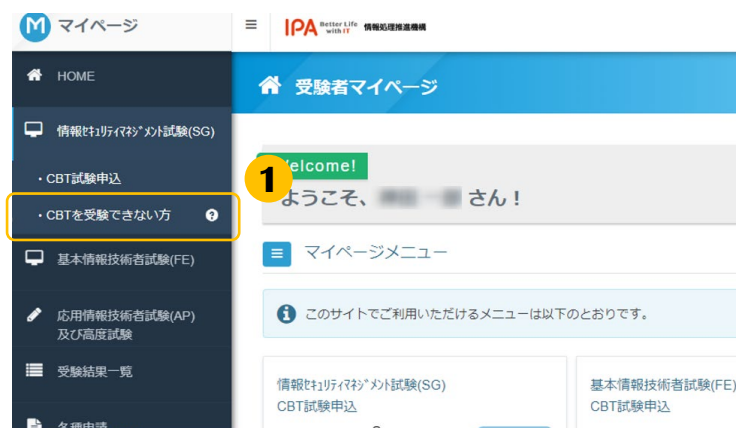 M マイページ
≡ IPA Better Life with IT 情報処理推進機構
HOME
受験者マイページ
情報ｾｷｭﾘﾃｨﾏﾈｼﾞﾒﾝﾄ試験(SG)
・CBT試験申込
・CBTを受験できない方 ?
1
elcome!
ようこそ、 さん！
マイページメニュー
基本情報技術者試験(FE)
このサイトでご利用いただけるメニューは以下のとおりです。
応用情報技術者試験(AP)
及び高度試験
受験結果一覧
情報ｾｷｭﾘﾃｨﾏﾈｼﾞﾒﾝﾄ試験(SG)
CBT試験申込
基本情報技術者試験(FE)
CBT試験申込
各種申請